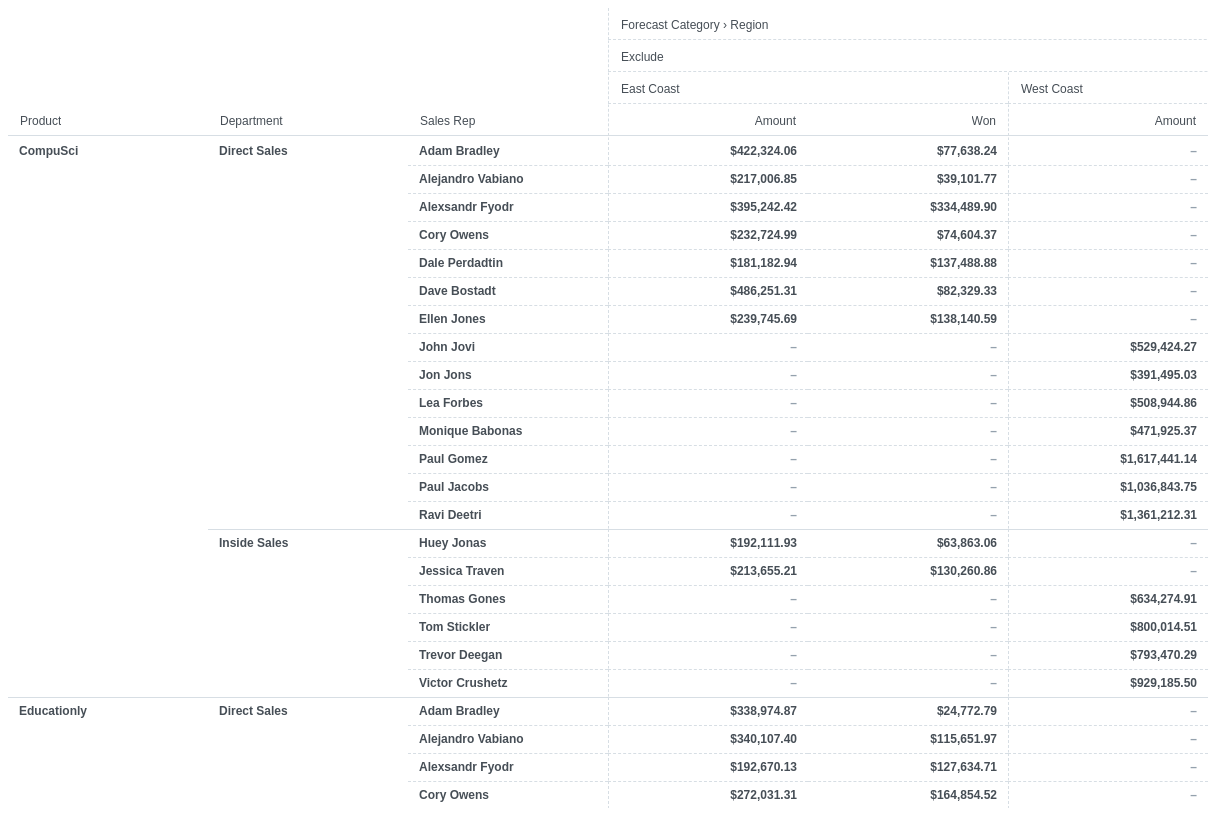 Forecast Category › Region
Exclude
East Coast West Coast
Product Department Sales Rep Amount Won Amount
CompuSci Direct Sales Adam Bradley $422,324.06 $77,638.24 –
Alejandro Vabiano $217,006.85 $39,101.77 –
Alexsandr Fyodr $395,242.42 $334,489.90 –
Cory Owens $232,724.99 $74,604.37 –
Dale Perdadtin $181,182.94 $137,488.88 –
Dave Bostadt $486,251.31 $82,329.33 –
Ellen Jones $239,745.69 $138,140.59 –
John Jovi – – $529,424.27
Jon Jons – – $391,495.03
Lea Forbes – – $508,944.86
Monique Babonas – – $471,925.37
Paul Gomez – – $1,617,441.14
Paul Jacobs – – $1,036,843.75
Ravi Deetri – – $1,361,212.31
Inside Sales Huey Jonas $192,111.93 $63,863.06 –
Jessica Traven $213,655.21 $130,260.86 –
Thomas Gones – – $634,274.91
Tom Stickler – – $800,014.51
Trevor Deegan – – $793,470.29
Victor Crushetz – – $929,185.50
Educationly Direct Sales Adam Bradley $338,974.87 $24,772.79 –
Alejandro Vabiano $340,107.40 $115,651.97 –
Alexsandr Fyodr $192,670.13 $127,634.71 –
Cory Owens $272,031.31 $164,854.52 –